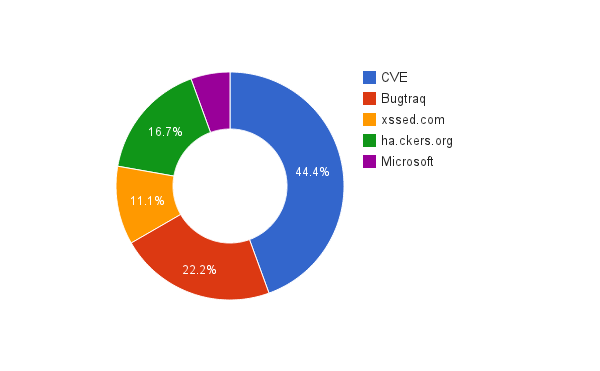 CVE
Bugtraq
xssed.com
ha.ckers.org
Microsoft
16.7%
44.4%
11.1%
22.2%